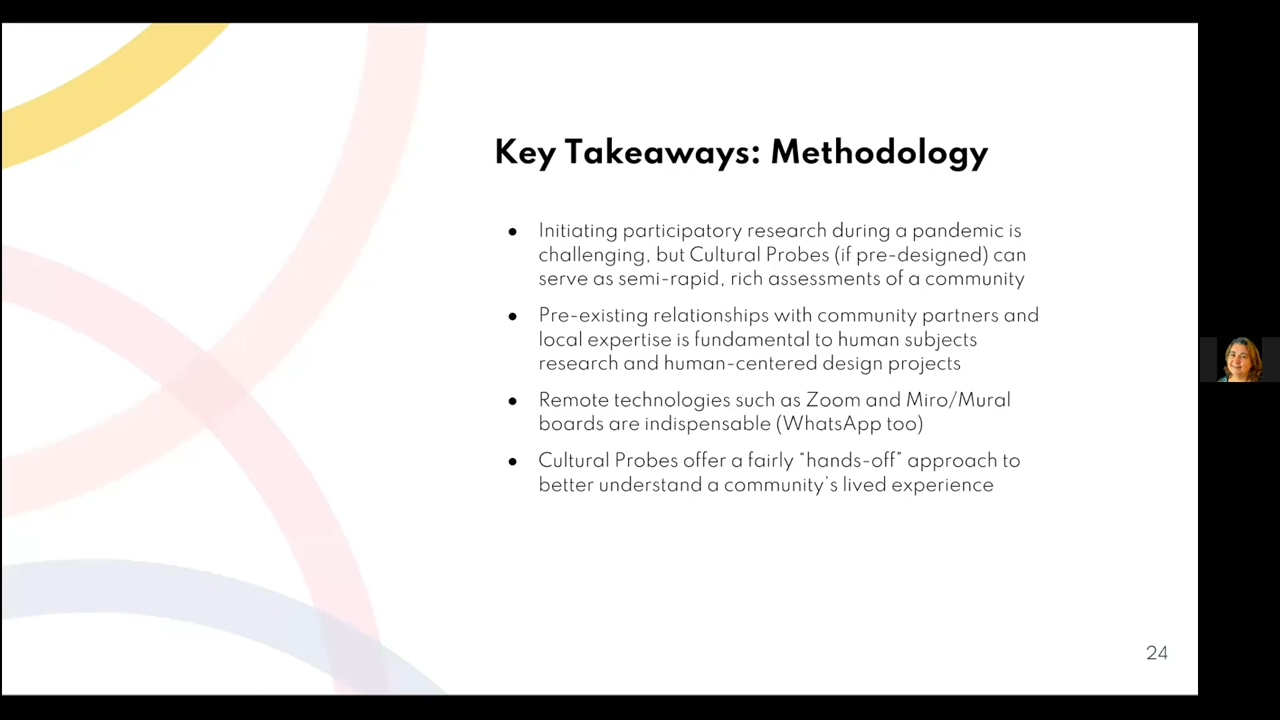 Key Takeaways: Methodology
● Initiating participatory research during a pandemic is
challenging, but Cultural Probes (if pre-designed) can
serve as semi-rapid, rich assessments of a community
● Pre-existing relationships with community partners and
local expertise is fundamental to human subjects
research and human-centered design projects
● Remote technologies such as Zoom and Miro/Mural
boards are indispensable (WhatsApp too)
● Cultural Probes offer a fairly “hands-off” approach to
better understand a community’s lived experience
24